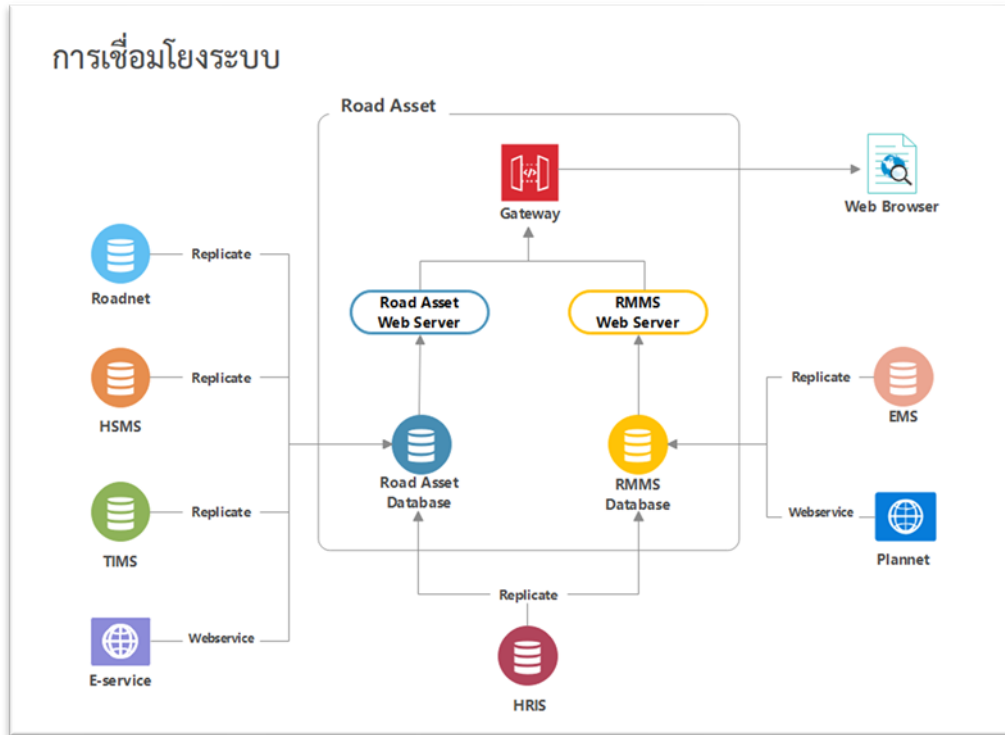 การเชื่อมโยงระบบ
Road Asset
Gateway
Web Browser
Replicate
Roadnet
Road Asset
Web Server
RMMS
Web Server
Replicate
HSMS
Replicate
EMS
Road Asset
Database
RMMS
Database
Replicate
TIMS
Webservice
Plannet
Replicate
Webservice
E-service
HRIS